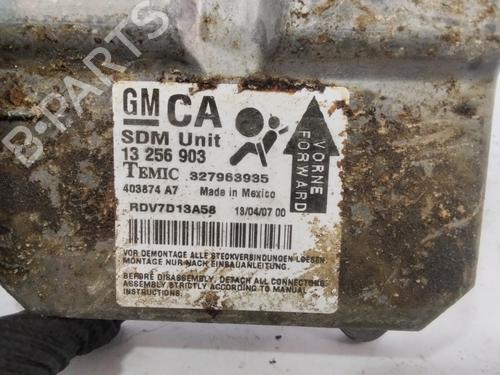 B-PARTS
GM CA
SDM Unit
13 256 903
TEMIC 327963935
403874 A7 Made in Mexico
RDV7D13A58 18/04/07 00
VORNE
FORWARD
VOR DEMONTAGE ALLE STECKVERBINDUNGEN LOESEN.
MONTAGE NUR NACH EINBAUANLEITUNG.
BEFORE DISASSEMBLY, DETACH ALL CONNECTORS
ASSEMBLY STRICTLY ACCORDING TO MANUAL
INSTRUCTIONS.